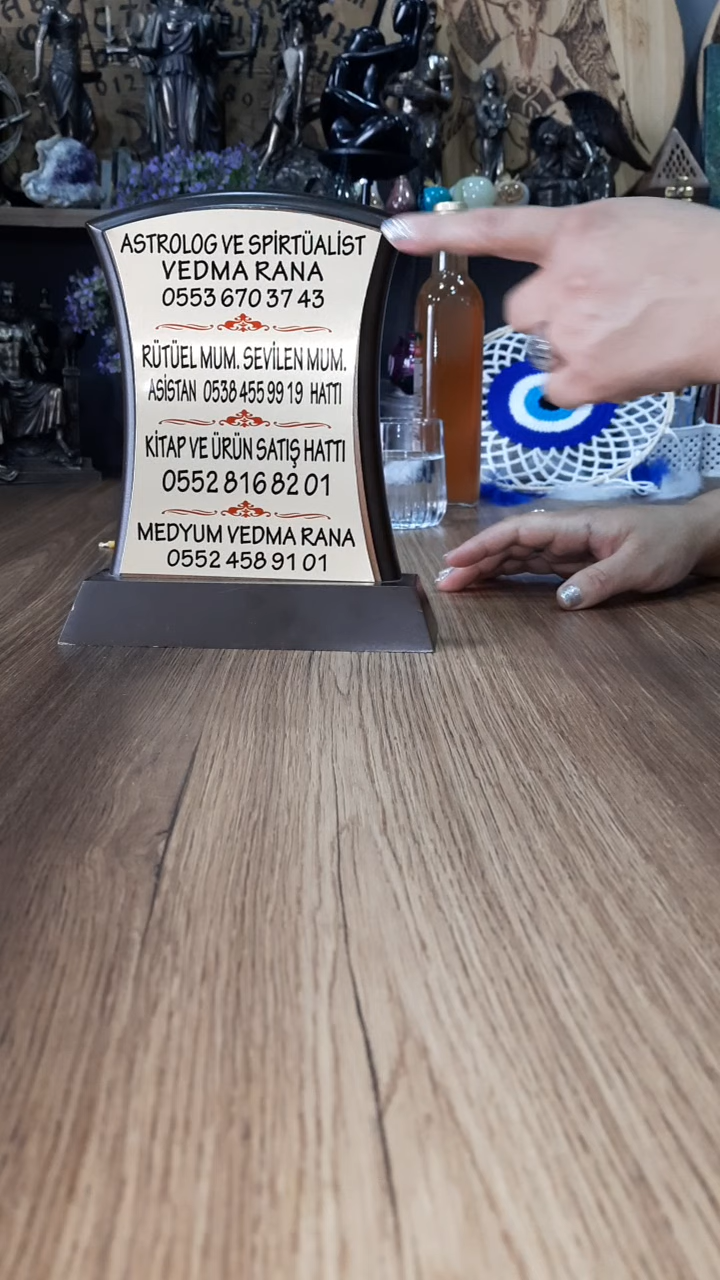 ASTROLOG VE SPİRTÜALİST
VEDMA RANA
0553 670 37 43
RÜTÜEL MUM. SEVİLEN MUM.
ASİSTAN 0538 455 99 19 HATTI
KİTAP VE ÜRÜN SATIŞ HATTI
0552 816 82 01
MEDYUM VEDMA RANA
0552 458 91 01